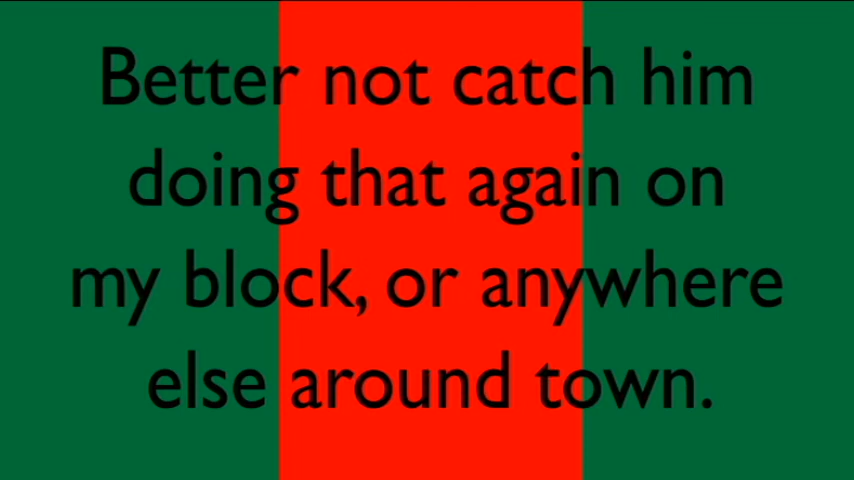 Better not catch him
doing that again on
my block, or anywhere
else around town.